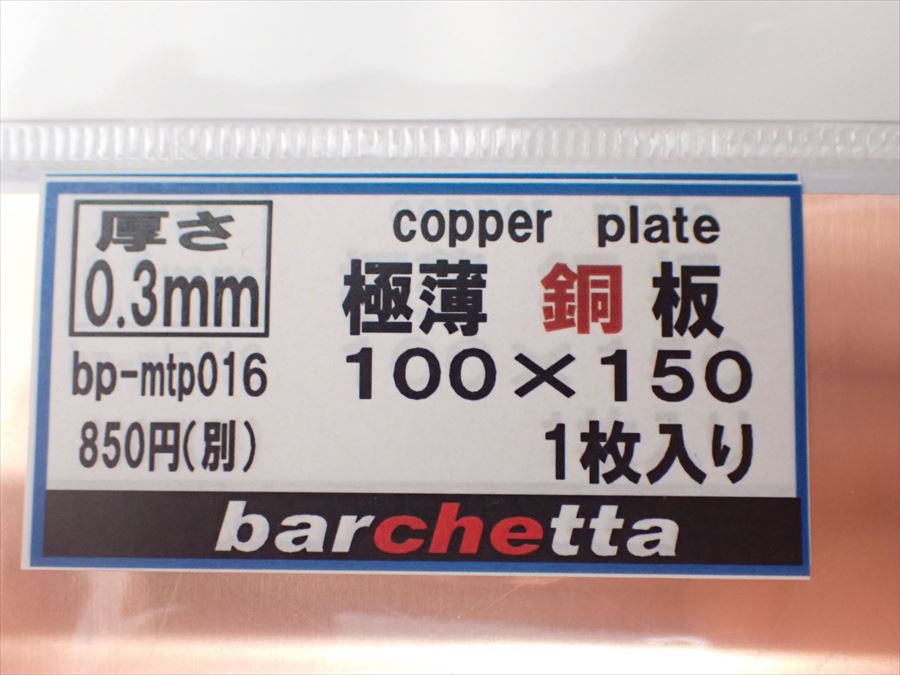 厚さ
0.3mm
bp-mtp016
850円(別)
copper plate
極薄 銅 板
100×150
1枚入り
barchetta